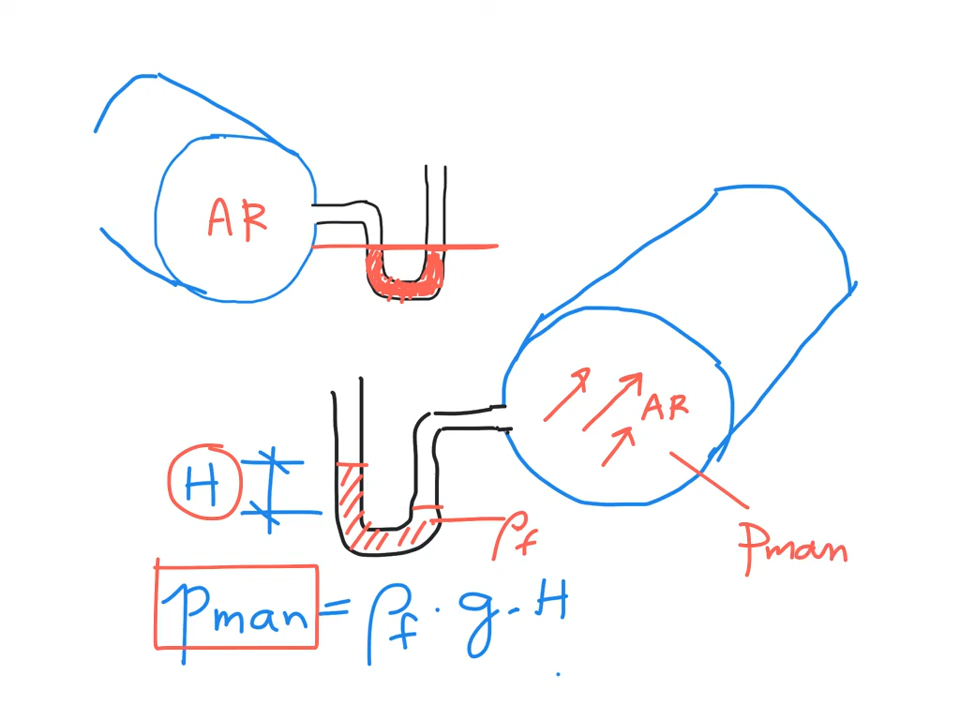 AR
AR
H
ρf
pman
pman = ρf · g · H